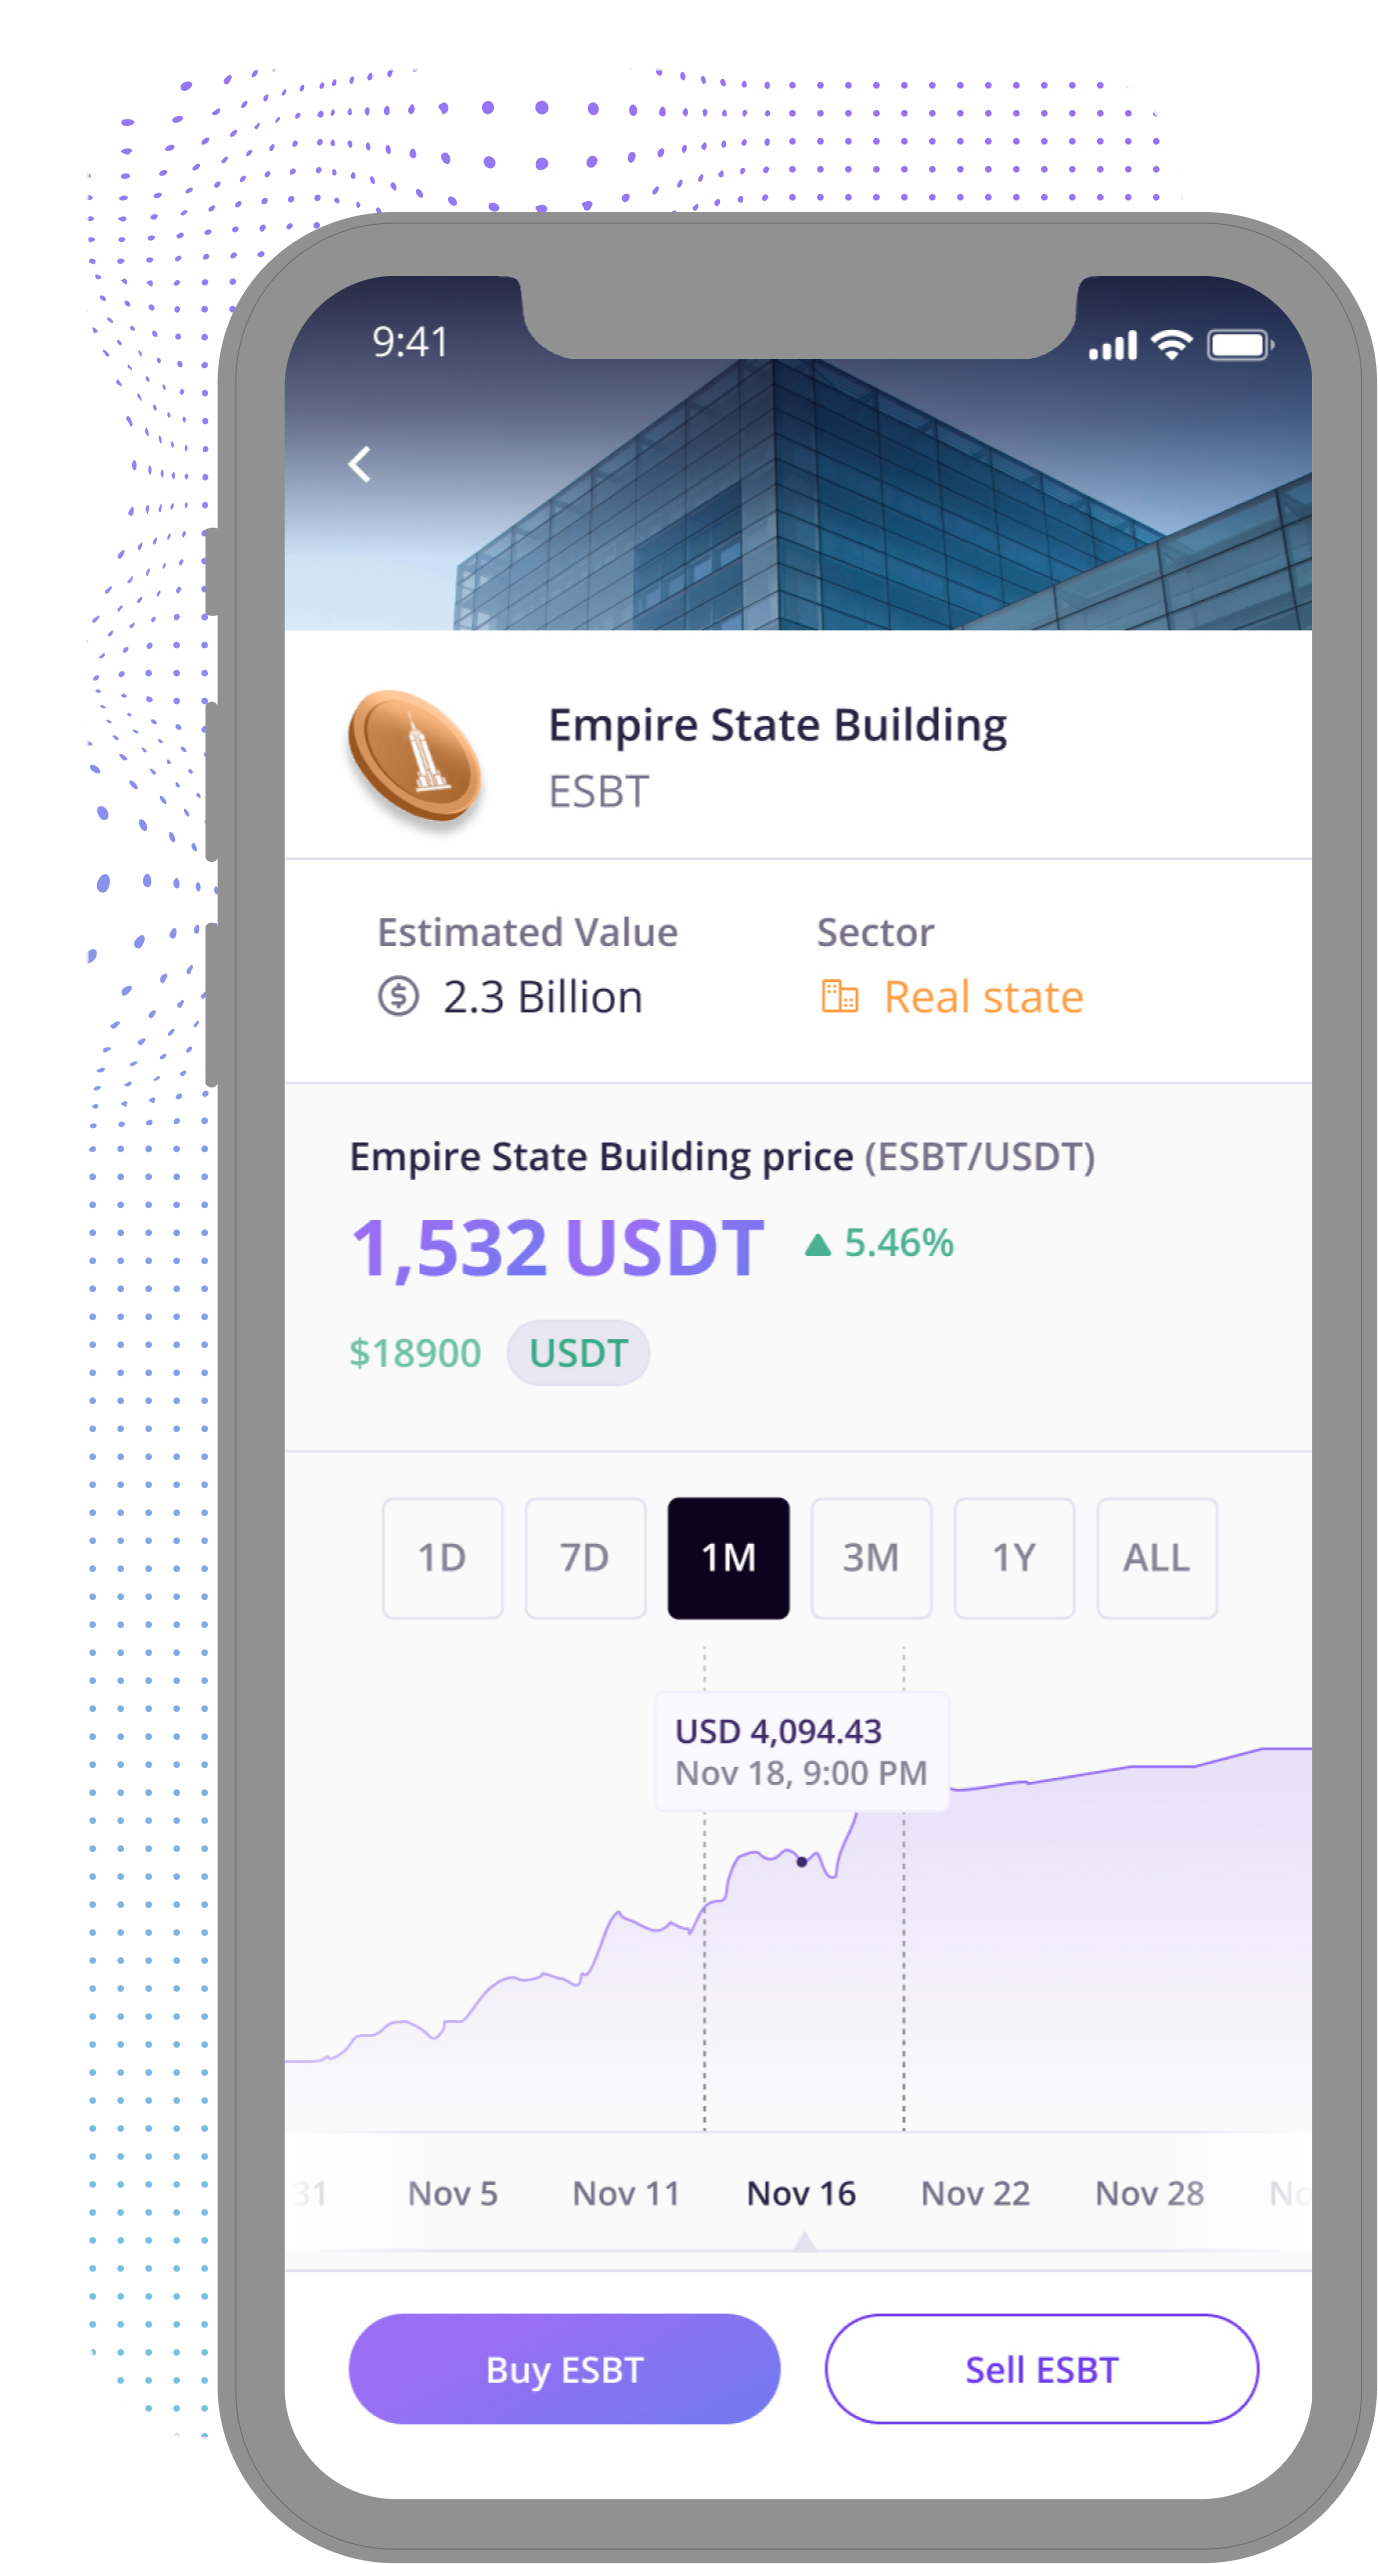 9:41
Empire State Building
ESBT
Estimated Value
Sector
2.3 Billion
Real state
Empire State Building price (ESBT/USDT)
1,532 USDT
5.46%
$18900
USDT
1D
7D
1M
3M
1Y
ALL
USD 4,094.43
Nov 18, 9:00 PM
31
Nov 5
Nov 11
Nov 16
Nov 22
Nov 28
No
Buy ESBT
Sell ESBT